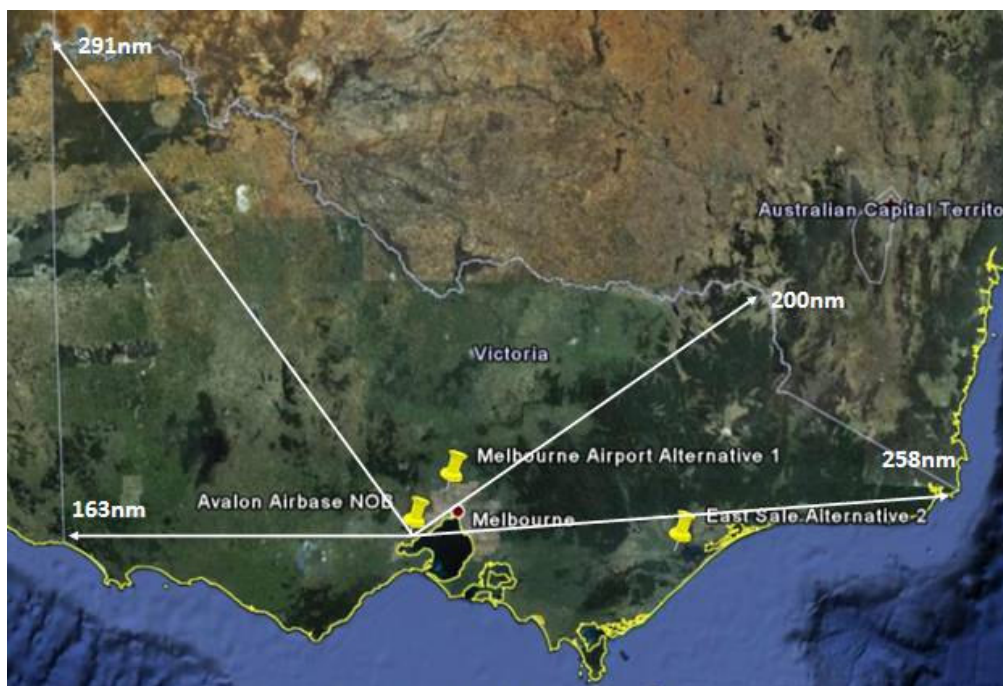 291nm
Australian Capital Territo
200nm
Victoria
Melbourne Airport Alternative 1
258nm
Avalon Airbase NOB
163nm
Melbourne
East Sale Alternative 2